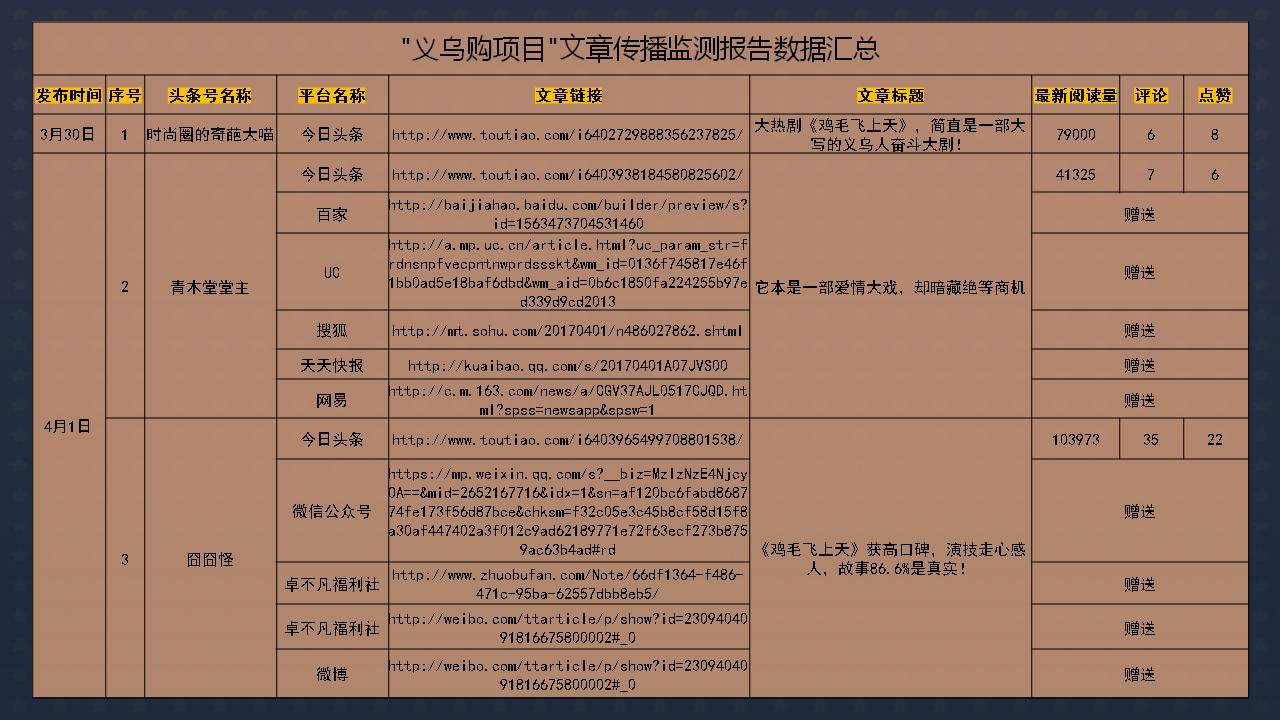 "义乌购项目"文章传播监测报告数据汇总
发布时间 序号 头条号名称 平台名称 文章链接 文章标题 最新阅读量 评论 点赞
3月30日 1 时尚圈的奇葩大喵 今日头条 http://www.toutiao.com/i6402729888356237825/ 大热剧《鸡毛飞上天》，简直是一部大
写的义乌人奋斗大剧！ 79000 6 8
4月1日
2 青木堂堂主 它本是一部爱情大戏，却暗藏绝等商机
今日头条 http://www.toutiao.com/i6403938184580825602/ 41325 7 6
百家 http://baijiahao.baidu.com/builder/preview/s?
id=1563473704531460 赠送
UC http://a.mp.uc.cn/article.html?uc_param_str=f
rdnsnpfvecpntnwprdssskt&wm_id=0136f745817e46f
1bb0ad5e18baf6dbd&wm_aid=0b6c1850fa224255b97e
d339d9cd2013 赠送
搜狐 http://mt.sohu.com/20170401/n486027862.shtml 赠送
天天快报 http://kuaibao.qq.com/s/20170401A07JVS00 赠送
网易 http://c.m.163.com/news/a/CGV37AJL0517CJQD.ht
ml?spss=newsapp&spsw=1 赠送
3 囧囧怪 《鸡毛飞上天》获高口碑，演技走心感
人，故事86.6%是真实！
今日头条 http://www.toutiao.com/i6403965499708801538/ 103973 35 22
微信公众号 https://mp.weixin.qq.com/s?__biz=MzIzNzE4Njcy
OA==&mid=2652167716&idx=1&sn=af120bc6fabd8687
74fe173f56d87bce&chksm=f32c05e3c45b8cf58d15f8
a30af447402a3f012c9ad62189771e72f63ecf273b875
9ac63b4ad#rd 赠送
卓不凡福利社 http://www.zhuobufan.com/Note/66df1364-f486-
471c-95ba-62557dbb8eb5/ 赠送
卓不凡福利社 http://weibo.com/ttarticle/p/show?id=23094040
91816675800002#_0 赠送
微博 http://weibo.com/ttarticle/p/show?id=23094040
91816675800002#_0 赠送